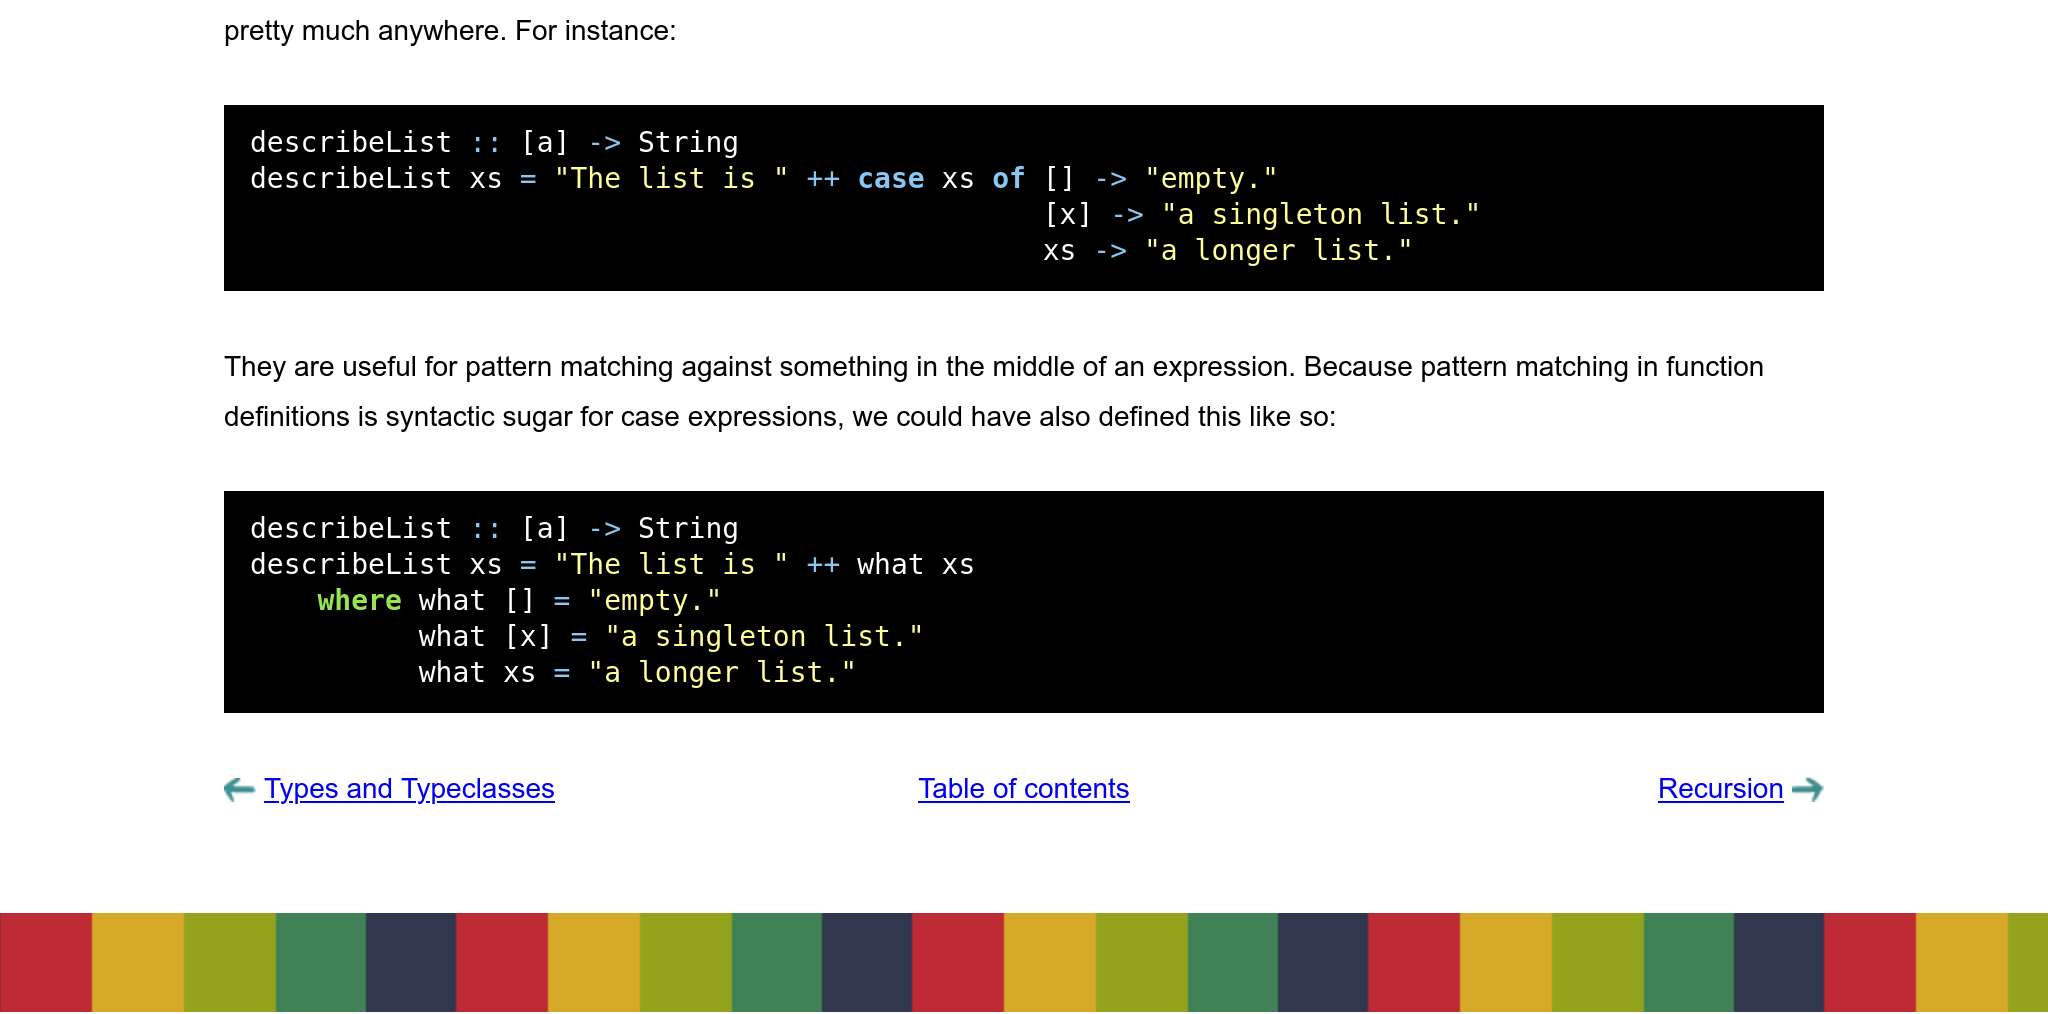 pretty much anywhere. For instance:
describeList :: [a] -> String
describeList xs = "The list is " ++ case xs of [] -> "empty."
                                               [x] -> "a singleton list."
                                               xs -> "a longer list."
They are useful for pattern matching against something in the middle of an expression. Because pattern matching in function
definitions is syntactic sugar for case expressions, we could have also defined this like so:
describeList :: [a] -> String
describeList xs = "The list is " ++ what xs
    where what [] = "empty."
          what [x] = "a singleton list."
          what xs = "a longer list."
Types and Typeclasses Table of contents Recursion